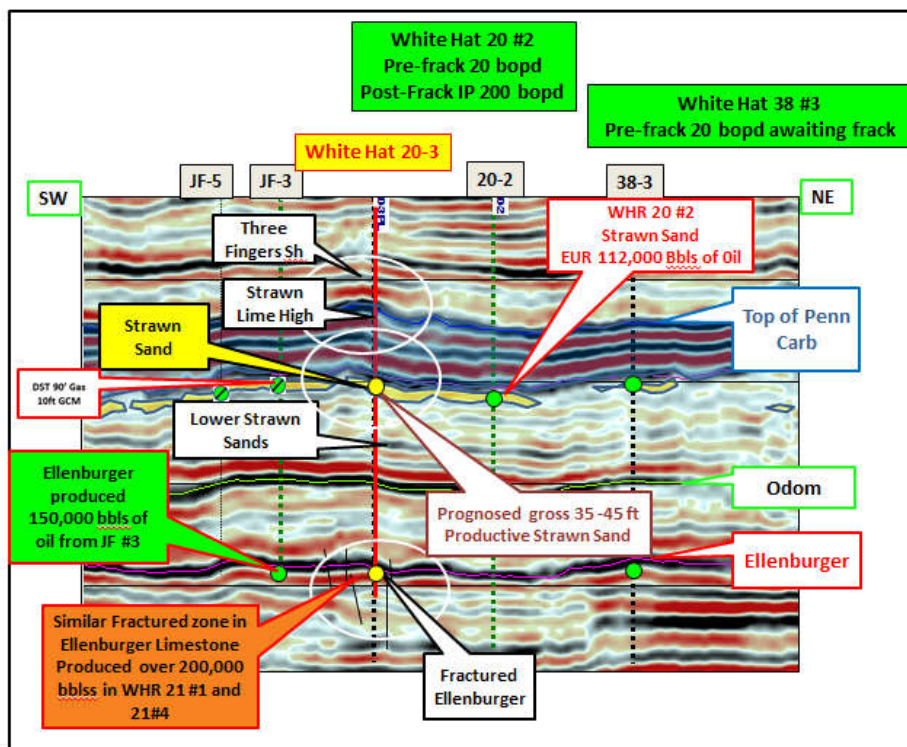 White Hat 20 #2
Pre-frack 20 bopd
Post-Frack IP 200 bopd
White Hat 38 #3
Pre-frack 20 bopd awaiting frack
White Hat 20-3
JF-5
JF-3
20-2
38-3
SW
NE
Three
Fingers Sh
WHR 20 #2
Strawn Sand
EUR 112,000 Bbls of Oil
Strawn
Lime High
Top of Penn
Carb
Strawn
Sand
DST 90' Gas
10ft GCM
Lower Strawn
Sands
Ellenburger
produced
150,000 bbls of
oil from JF #3
Prognosed gross 35 -45 ft
Productive Strawn Sand
Odom
Ellenburger
Similar Fractured zone in
Ellenburger Limestone
Produced over 200,000
bblss in WHR 21 #1 and
21#4
Fractured
Ellenburger